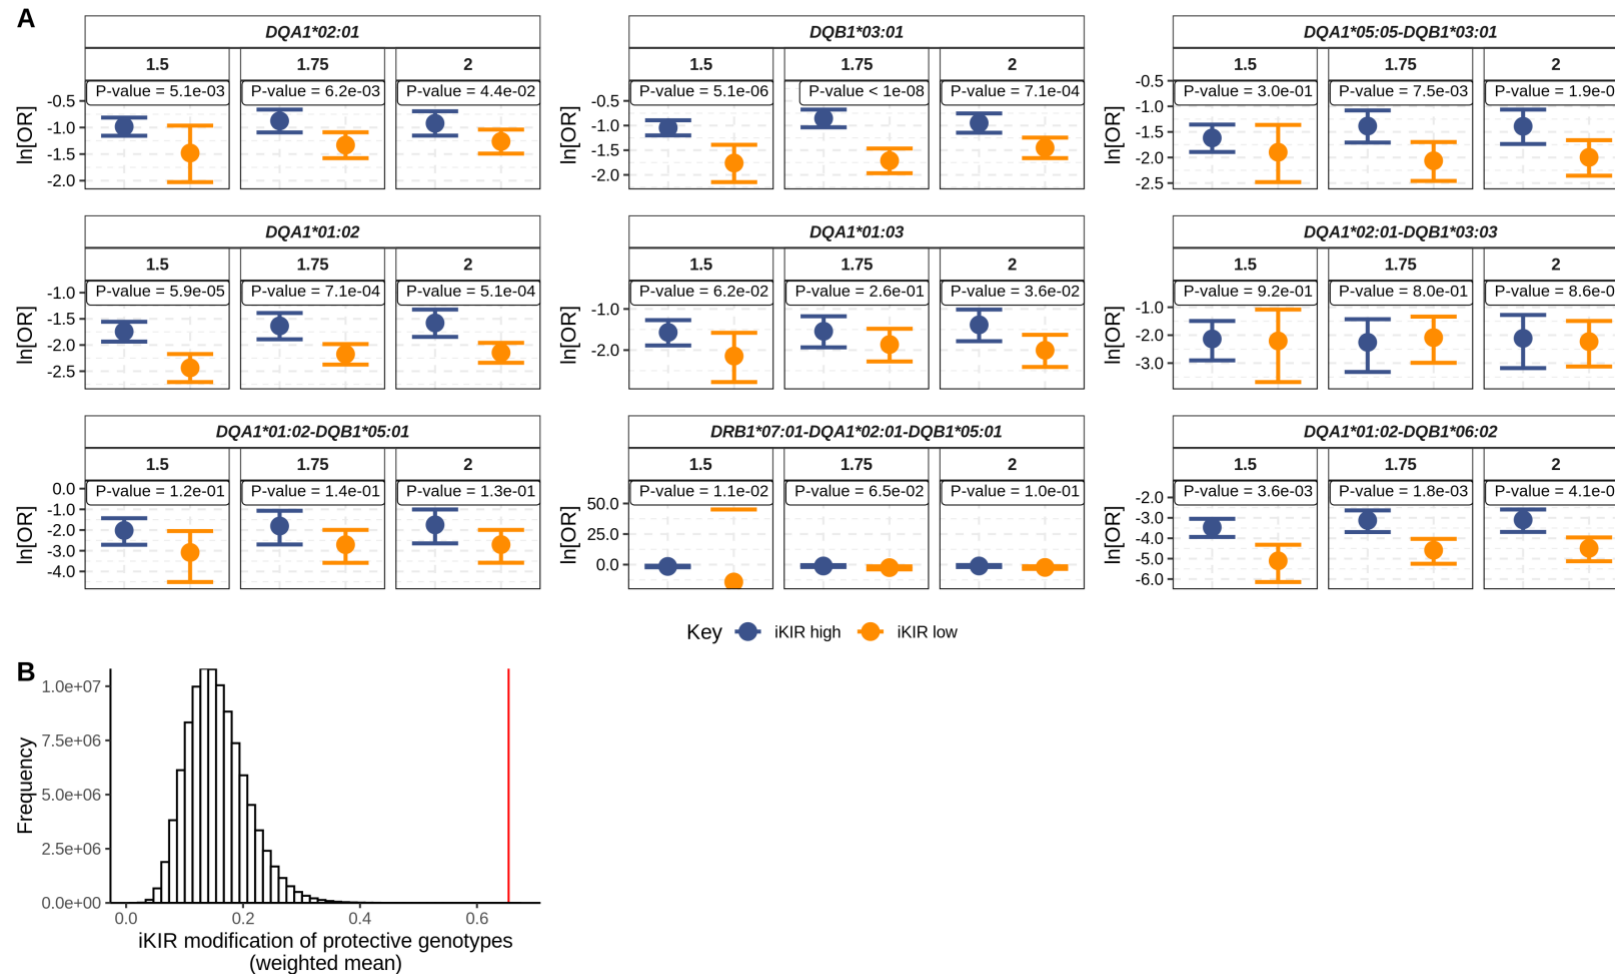 A
DQA1*02:01
1.5 1.75 2
P-value = 5.1e-03 P-value = 6.2e-03 P-value = 4.4e-02
ln[OR]
-0.5
-1.0
-1.5
-2.0
DQB1*03:01
1.5 1.75 2
P-value = 5.1e-06 P-value < 1e-08 P-value = 7.1e-04
ln[OR]
-0.5
-1.0
-1.5
-2.0
DQA1*05:05-DQB1*03:01
1.5 1.75 2
P-value = 3.0e-01 P-value = 7.5e-03 P-value = 1.9e-0
ln[OR]
-0.5
-1.0
-1.5
-2.0
-2.5
DQA1*01:02
1.5 1.75 2
P-value = 5.9e-05 P-value = 7.1e-04 P-value = 5.1e-04
ln[OR]
-1.0
-1.5
-2.0
-2.5
DQA1*01:03
1.5 1.75 2
P-value = 6.2e-02 P-value = 2.6e-01 P-value = 3.6e-02
ln[OR]
-1.0
-2.0
DQA1*02:01-DQB1*03:03
1.5 1.75 2
P-value = 9.2e-01 P-value = 8.0e-01 P-value = 8.6e-0
ln[OR]
-1.0
-2.0
-3.0
DQA1*01:02-DQB1*05:01
1.5 1.75 2
P-value = 1.2e-01 P-value = 1.4e-01 P-value = 1.3e-01
ln[OR]
0.0
-1.0
-2.0
-3.0
-4.0
DRB1*07:01-DQA1*02:01-DQB1*05:01
1.5 1.75 2
P-value = 1.1e-02 P-value = 6.5e-02 P-value = 1.0e-01
ln[OR]
50.0
25.0
0.0
DQA1*01:02-DQB1*06:02
1.5 1.75 2
P-value = 3.6e-03 P-value = 1.8e-03 P-value = 4.1e-0
ln[OR]
-2.0
-3.0
-4.0
-5.0
-6.0
Key iKIR high iKIR low
B
Frequency
1.0e+07
7.5e+06
5.0e+06
2.5e+06
0.0e+00
0.0 0.2 0.4 0.6
iKIR modification of protective genotypes
(weighted mean)